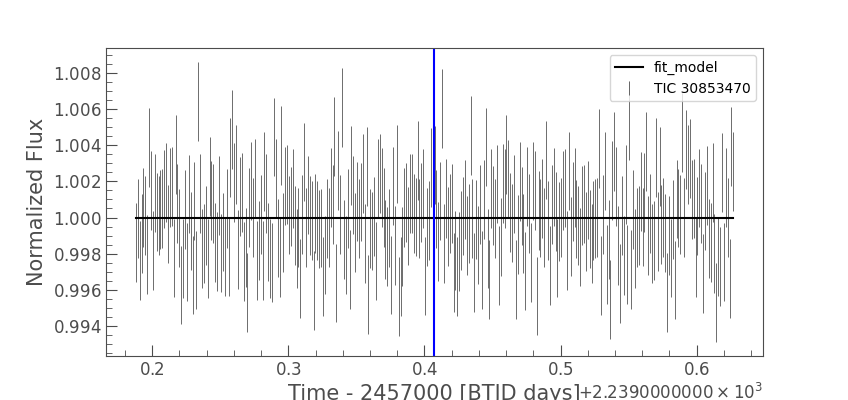 fit_model
TIC 30853470
Normalized Flux
1.008
1.006
1.004
1.002
1.000
0.998
0.996
0.994
0.2 0.3 0.4 0.5 0.6
Time - 2457000 [BTJD days]
+2.2390000000 × 10³